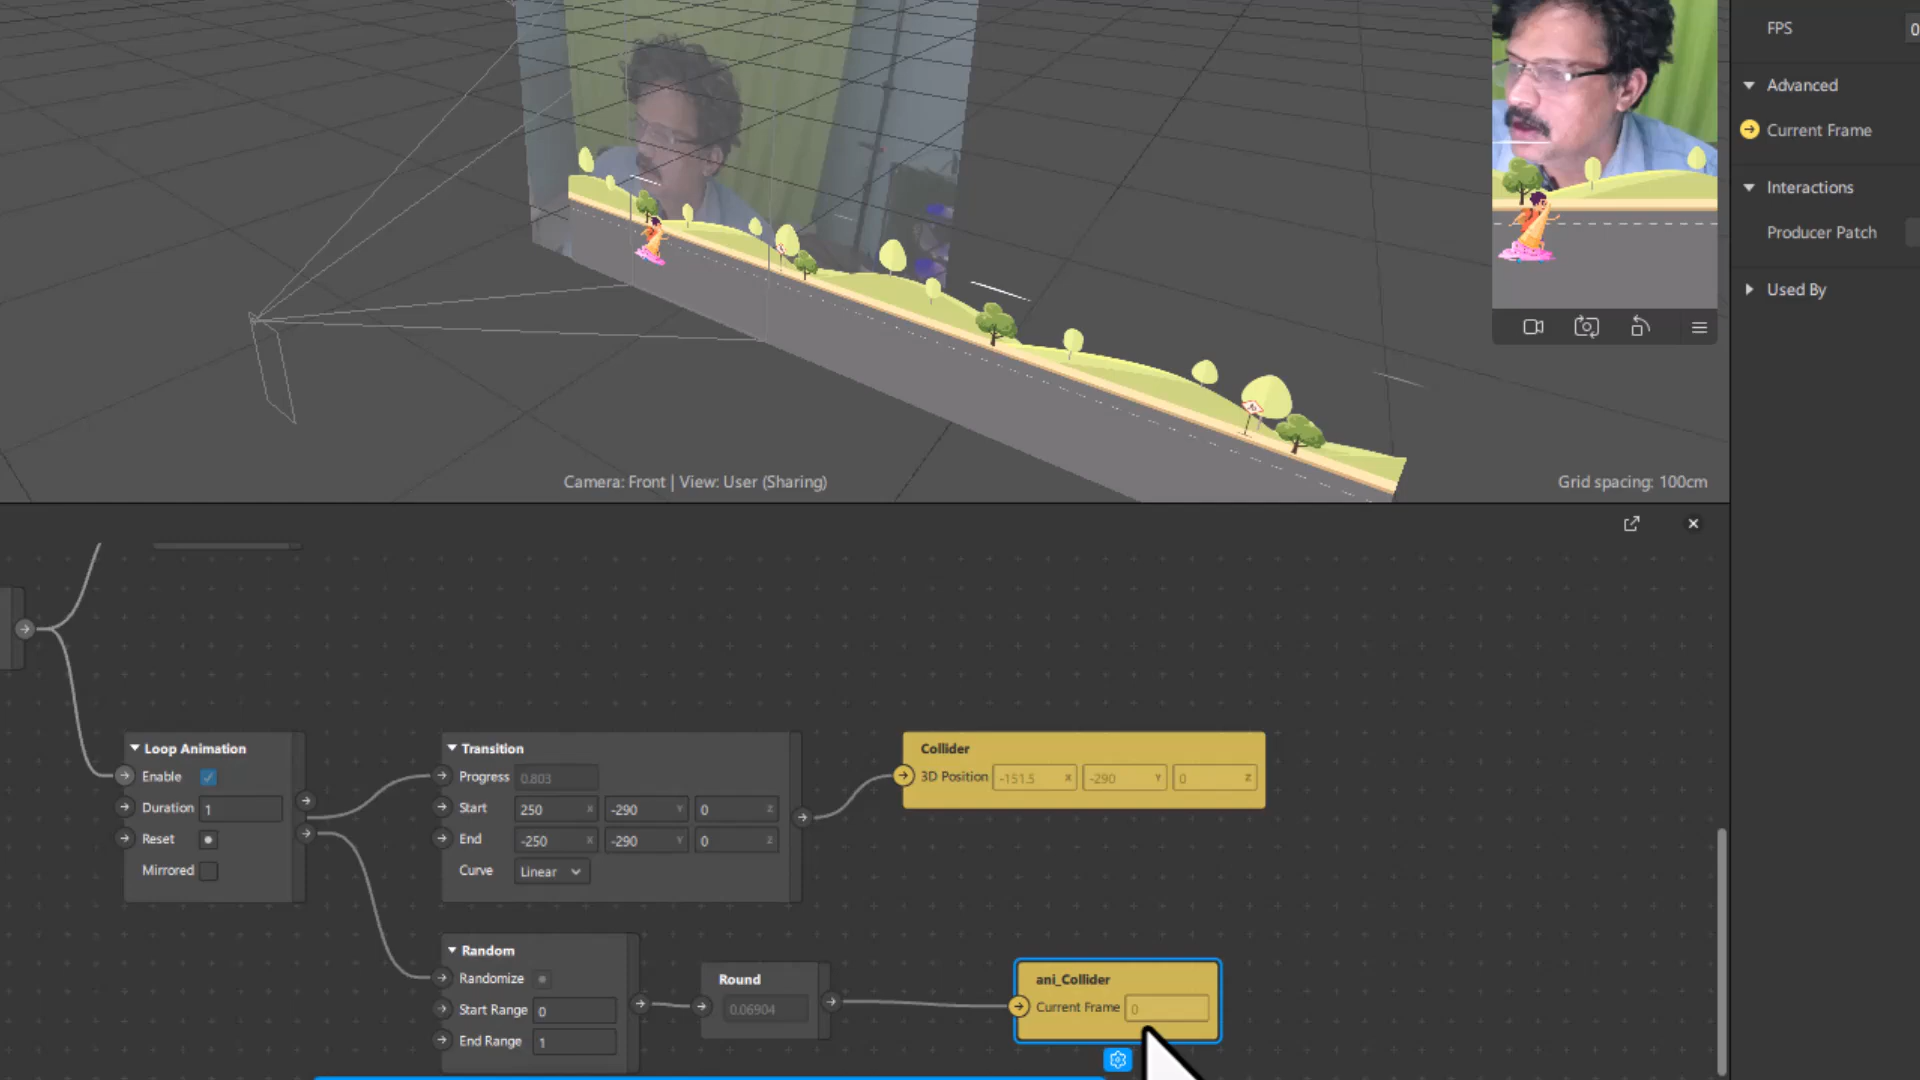 FPS
0
Advanced
Current Frame
Interactions
Producer Patch
Used By
Camera: Front | View: User (Sharing)
Grid spacing: 100cm
Loop Animation
Enable
Duration 1
Reset
Mirrored
Transition
Progress 0.803
Start 250 X -290 Y 0 Z
End -250 X -290 Y 0 Z
Curve Linear
Collider
3D Position -151.5 X -290 Y 0 Z
Random
Randomize
Start Range 0
End Range 1
Round
0.06904
ani_Collider
Current Frame 0